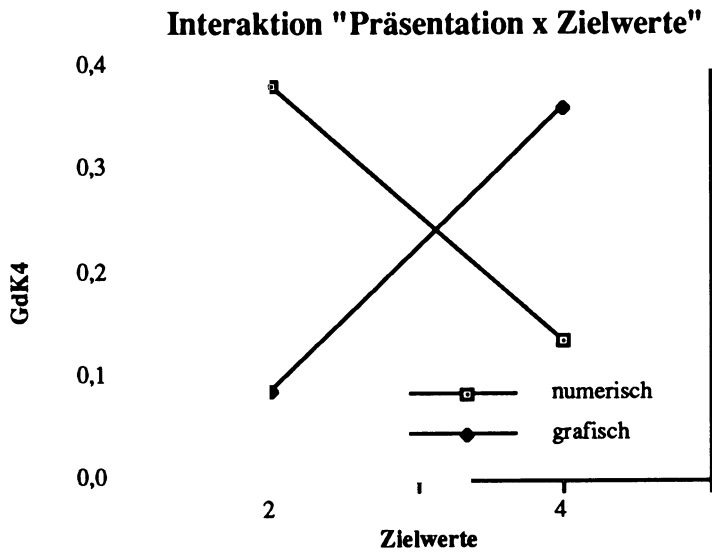 Interaktion "Präsentation x Zielwerte"
0,4
0,3
0,2
0,1
0,0
GdK4
numerisch
grafisch
2
4
Zielwerte